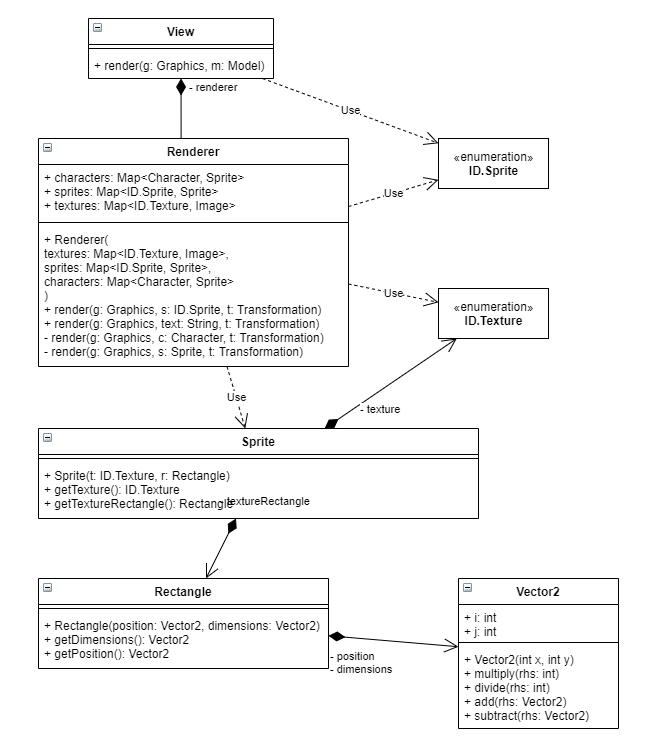 View
+ render(g: Graphics, m: Model)
- renderer
Use
Renderer
+ characters: Map<Character, Sprite>
+ sprites: Map<ID.Sprite, Sprite>
+ textures: Map<ID.Texture, Image>
«enumeration»
ID.Sprite
Use
+ Renderer(
textures: Map<ID.Texture, Image>,
sprites: Map<ID.Sprite, Sprite>,
characters: Map<Character, Sprite>
)
+ render(g: Graphics, s: ID.Sprite, t: Transformation)
+ render(g: Graphics, text: String, t: Transformation)
- render(g: Graphics, c: Character, t: Transformation)
- render(g: Graphics, s: Sprite, t: Transformation)
Use
«enumeration»
ID.Texture
Use
- texture
Sprite
+ Sprite(t: ID.Texture, r: Rectangle)
+ getTexture(): ID.Texture
+ getTextureRectangle(): Rectangle
- textureRectangle
Rectangle
+ Rectangle(position: Vector2, dimensions: Vector2)
+ getDimensions(): Vector2
+ getPosition(): Vector2
- position
- dimensions
Vector2
+ i: int
+ j: int
+ Vector2(int x, int y)
+ multiply(rhs: int)
+ divide(rhs: int)
+ add(rhs: Vector2)
+ subtract(rhs: Vector2)